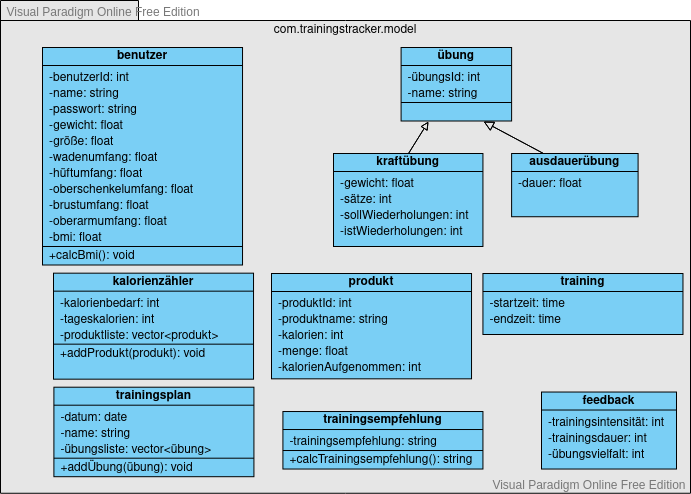 Visual Paradigm Online Free Edition
com.trainingstracker.model
benutzer
-benutzerId: int
-name: string
-passwort: string
-gewicht: float
-größe: float
-wadenumfang: float
-hüftumfang: float
-oberschenkelumfang: float
-brustumfang: float
-oberarmumfang: float
-bmi: float
+calcBmi(): void
übung
-übungsId: int
-name: string
kraftübung
-gewicht: float
-sätze: int
-sollWiederholungen: int
-istWiederholungen: int
ausdauerübung
-dauer: float
kalorienzähler
-kalorienbedarf: int
-tageskalorien: int
-produktliste: vector<produkt>
+addProdukt(produkt): void
produkt
-produktId: int
-produktname: string
-kalorien: int
-menge: float
-kalorienAufgenommen: int
training
-startzeit: time
-endzeit: time
trainingsplan
-datum: date
-name: string
-übungsliste: vector<übung>
+addÜbung(übung): void
trainingsempfehlung
-trainingsempfehlung: string
+calcTrainingsempfehlung(): string
feedback
-trainingsintensität: int
-trainingsdauer: int
-übungsvielfalt: int
Visual Paradigm Online Free Edition